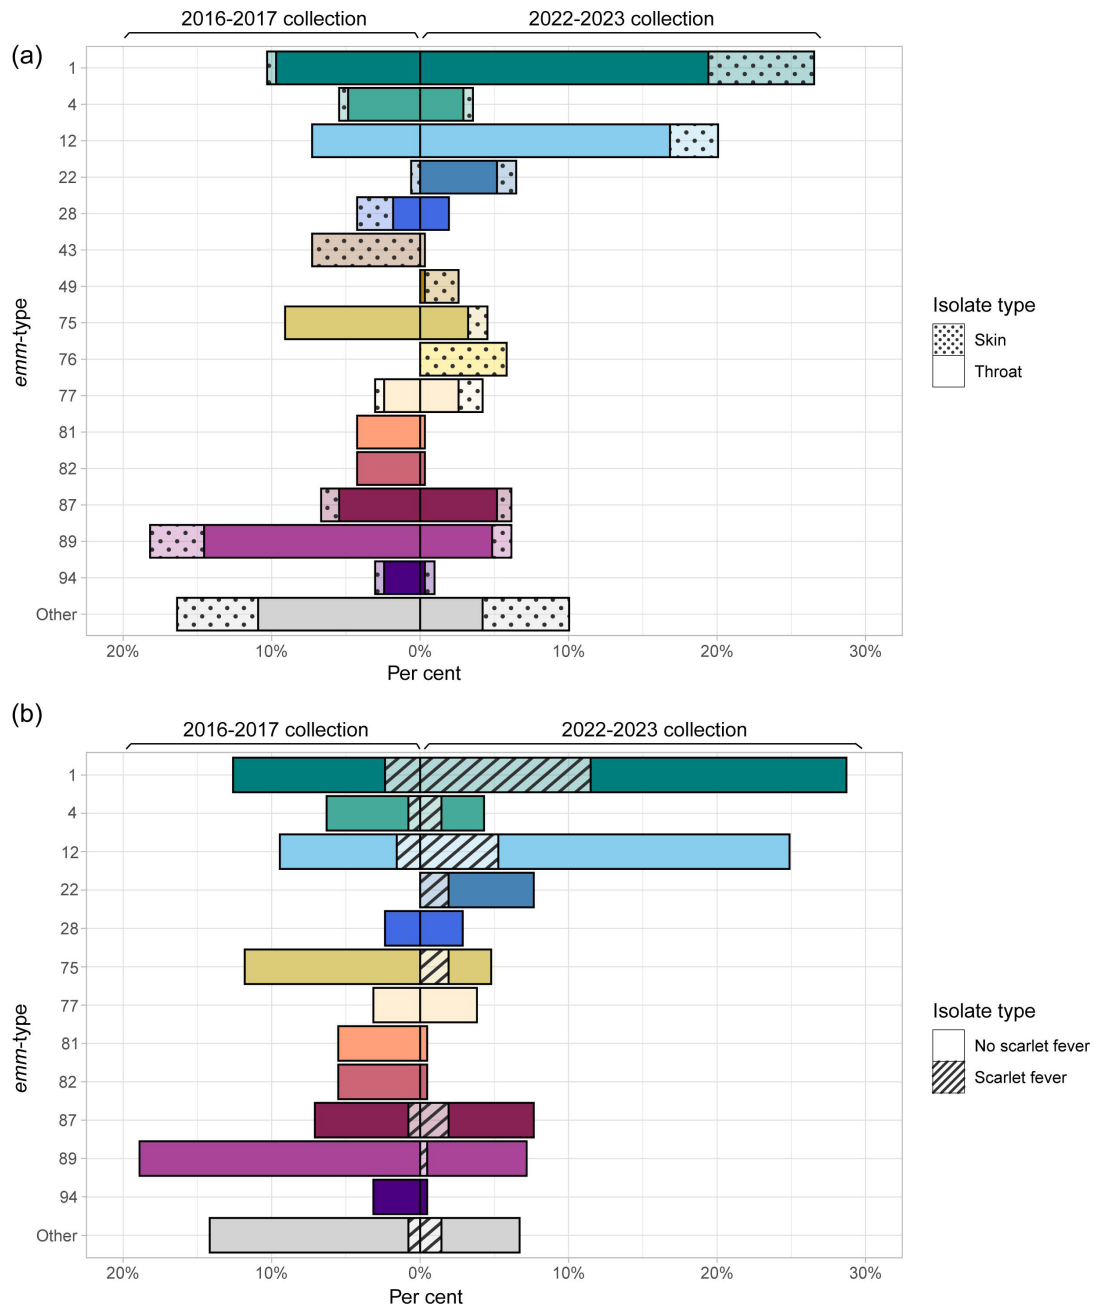 2016-2017 collection 2022-2023 collection
(a)
1
4
12
22
28
43
49
75
76
77
81
82
87
89
94
Other
emm-type
20% 10% 0% 10% 20% 30%
Per cent
Isolate type
Skin
Throat
(b)
2016-2017 collection 2022-2023 collection
1
4
12
22
28
75
77
81
82
87
89
94
Other
emm-type
20% 10% 0% 10% 20% 30%
Per cent
Isolate type
No scarlet fever
Scarlet fever